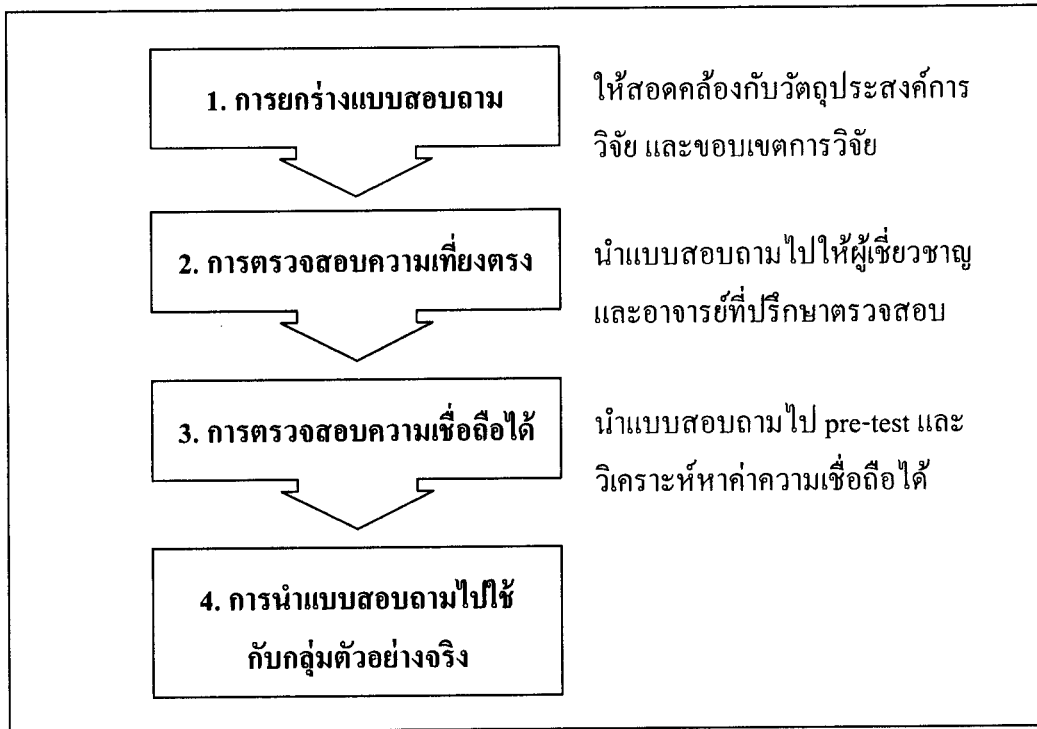 1. การยกร่างแบบสอบถาม
ให้สอดคล้องกับวัตถุประสงค์การ
วิจัย และขอบเขตการวิจัย
2. การตรวจสอบความเที่ยงตรง
นำแบบสอบถามไปให้ผู้เชี่ยวชาญ
และอาจารย์ที่ปรึกษาตรวจสอบ
3. การตรวจสอบความเชื่อถือได้
นำแบบสอบถามไป pre-test และ
วิเคราะห์หาค่าความเชื่อถือได้
4. การนำแบบสอบถามไปใช้
กับกลุ่มตัวอย่างจริง